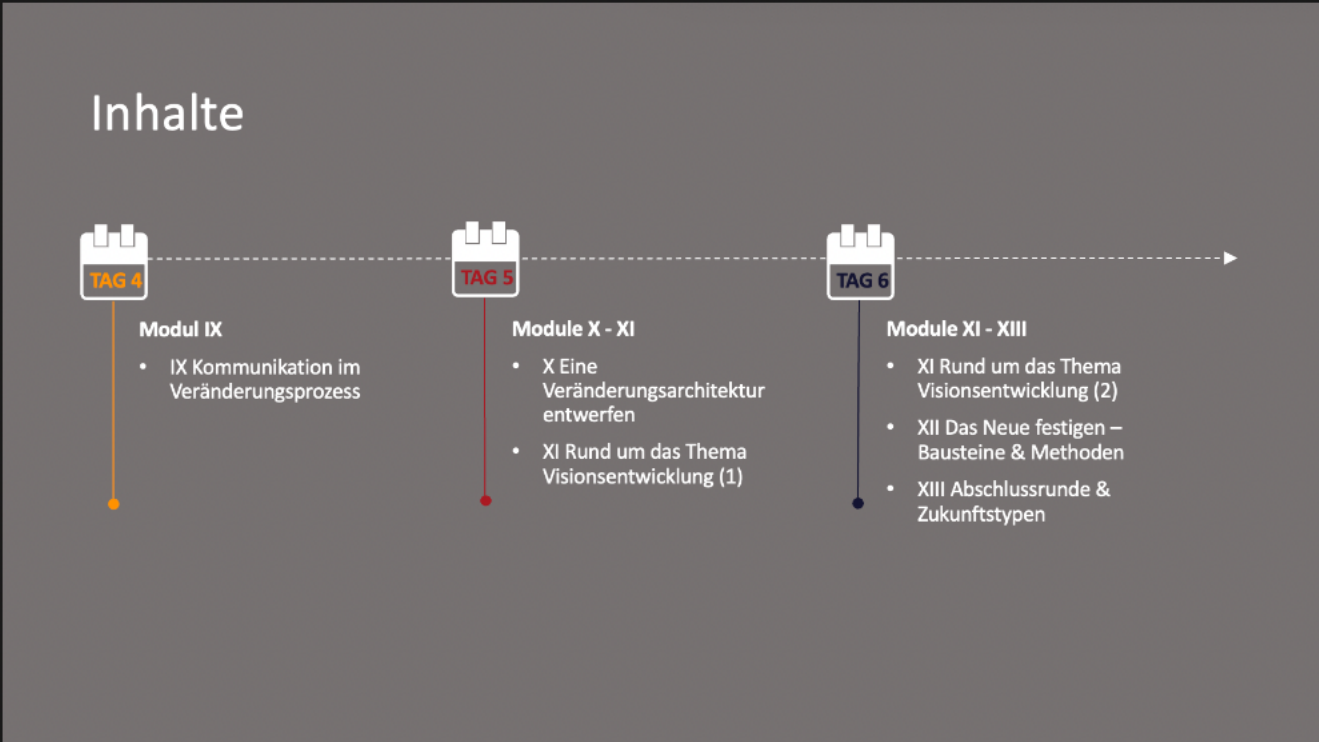 Inhalte
TAG 4
Modul IX
• IX Kommunikation im
Veränderungsprozess
TAG 5
Module X - XI
• X Eine
Veränderungsarchitektur
entwerfen
• XI Rund um das Thema
Visionsentwicklung (1)
TAG 6
Module XI - XIII
• XI Rund um das Thema
Visionsentwicklung (2)
• XII Das Neue festigen –
Bausteine & Methoden
• XIII Abschlussrunde &
Zukunftstypen